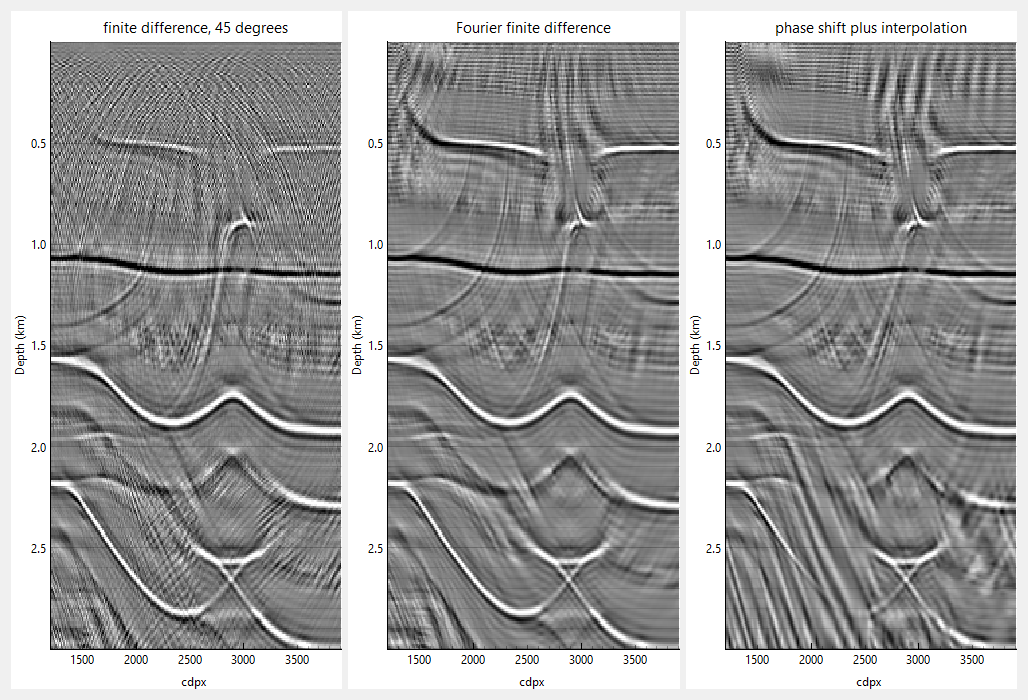 finite difference, 45 degrees
Fourier finite difference
phase shift plus interpolation
0.5
1.0
1.5
2.0
2.5
Depth (km)
1500 2000 2500 3000 3500
cdpx
0.5
1.0
1.5
2.0
2.5
Depth (km)
1500 2000 2500 3000 3500
cdpx
0.5
1.0
1.5
2.0
2.5
Depth (km)
1500 2000 2500 3000 3500
cdpx